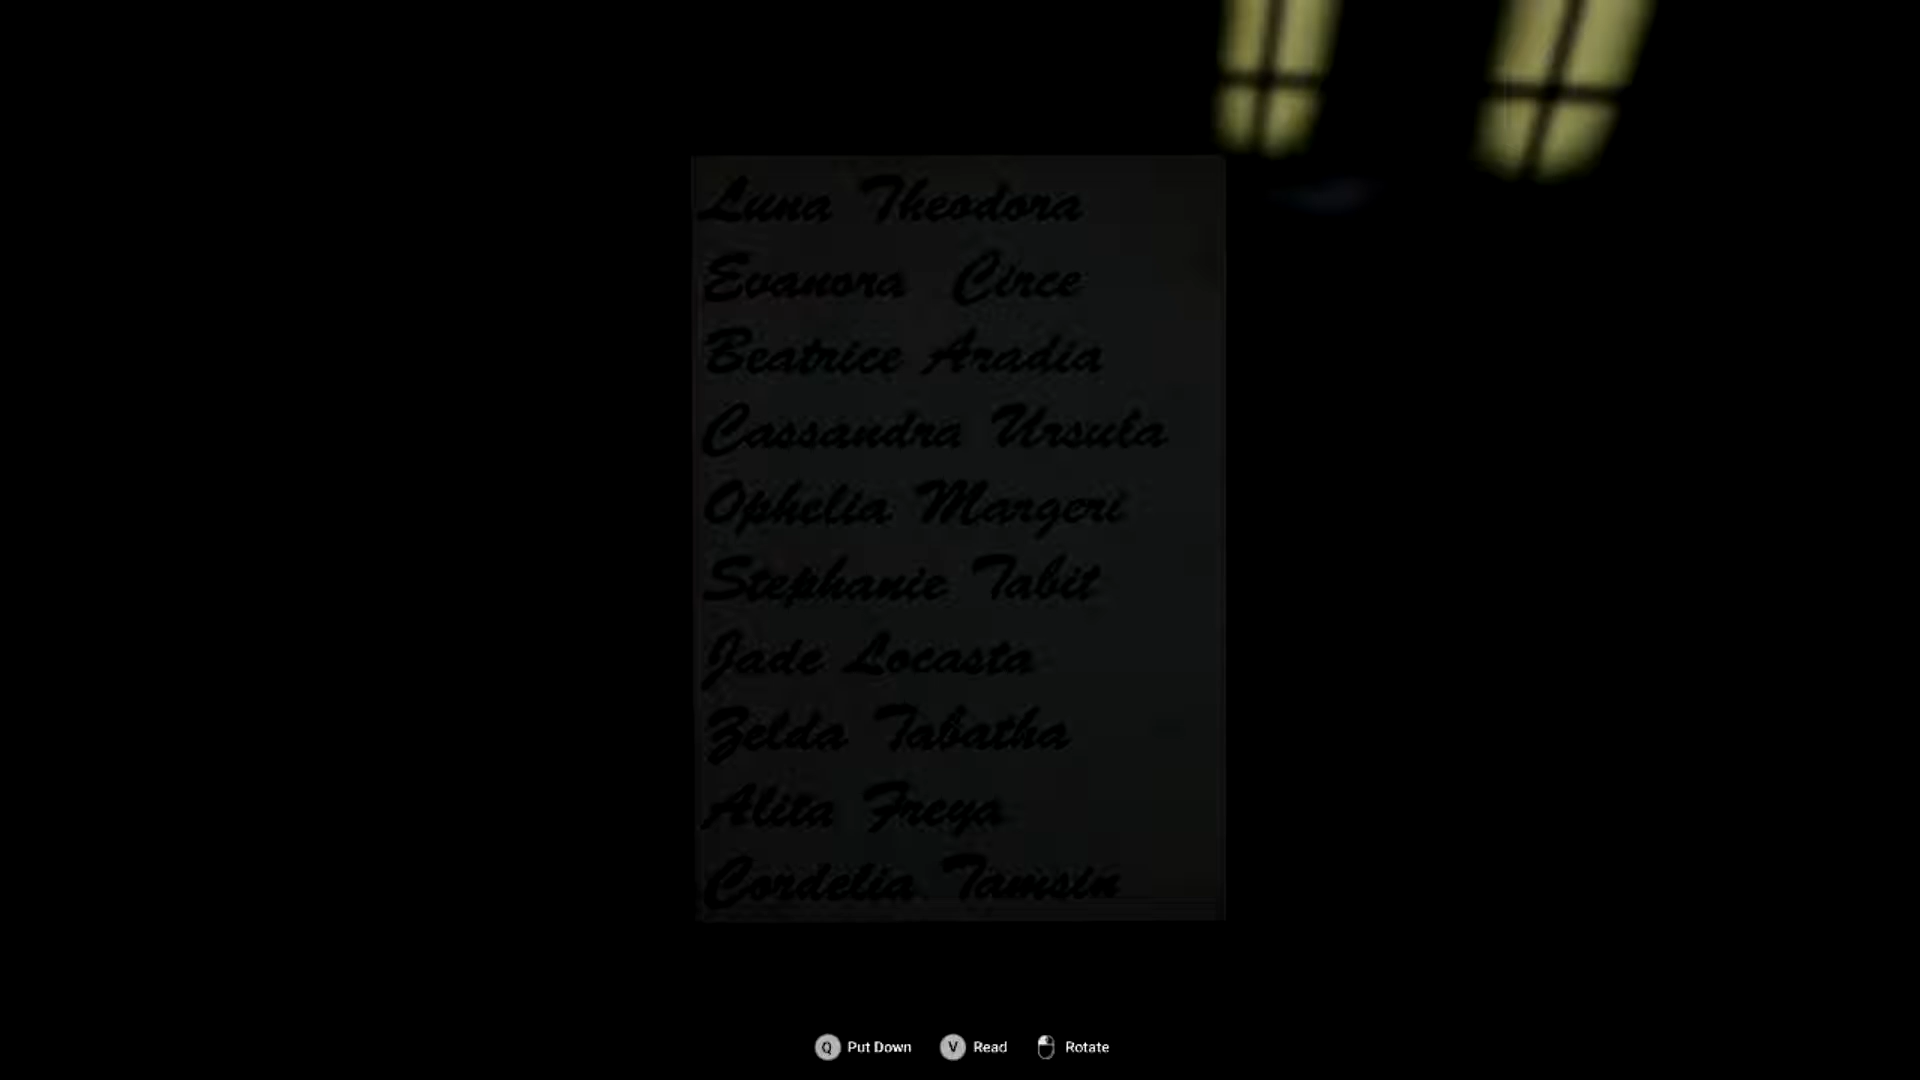 Luna Theodora
Evanora Circe
Beatrice Aradia
Cassandra Ursula
Ophelia Margeri
Stephanie Tabit
Jade Locasta
Zelda Tabatha
Alita Freya
Cordelia Tamsin
Q Put Down V Read Rotate